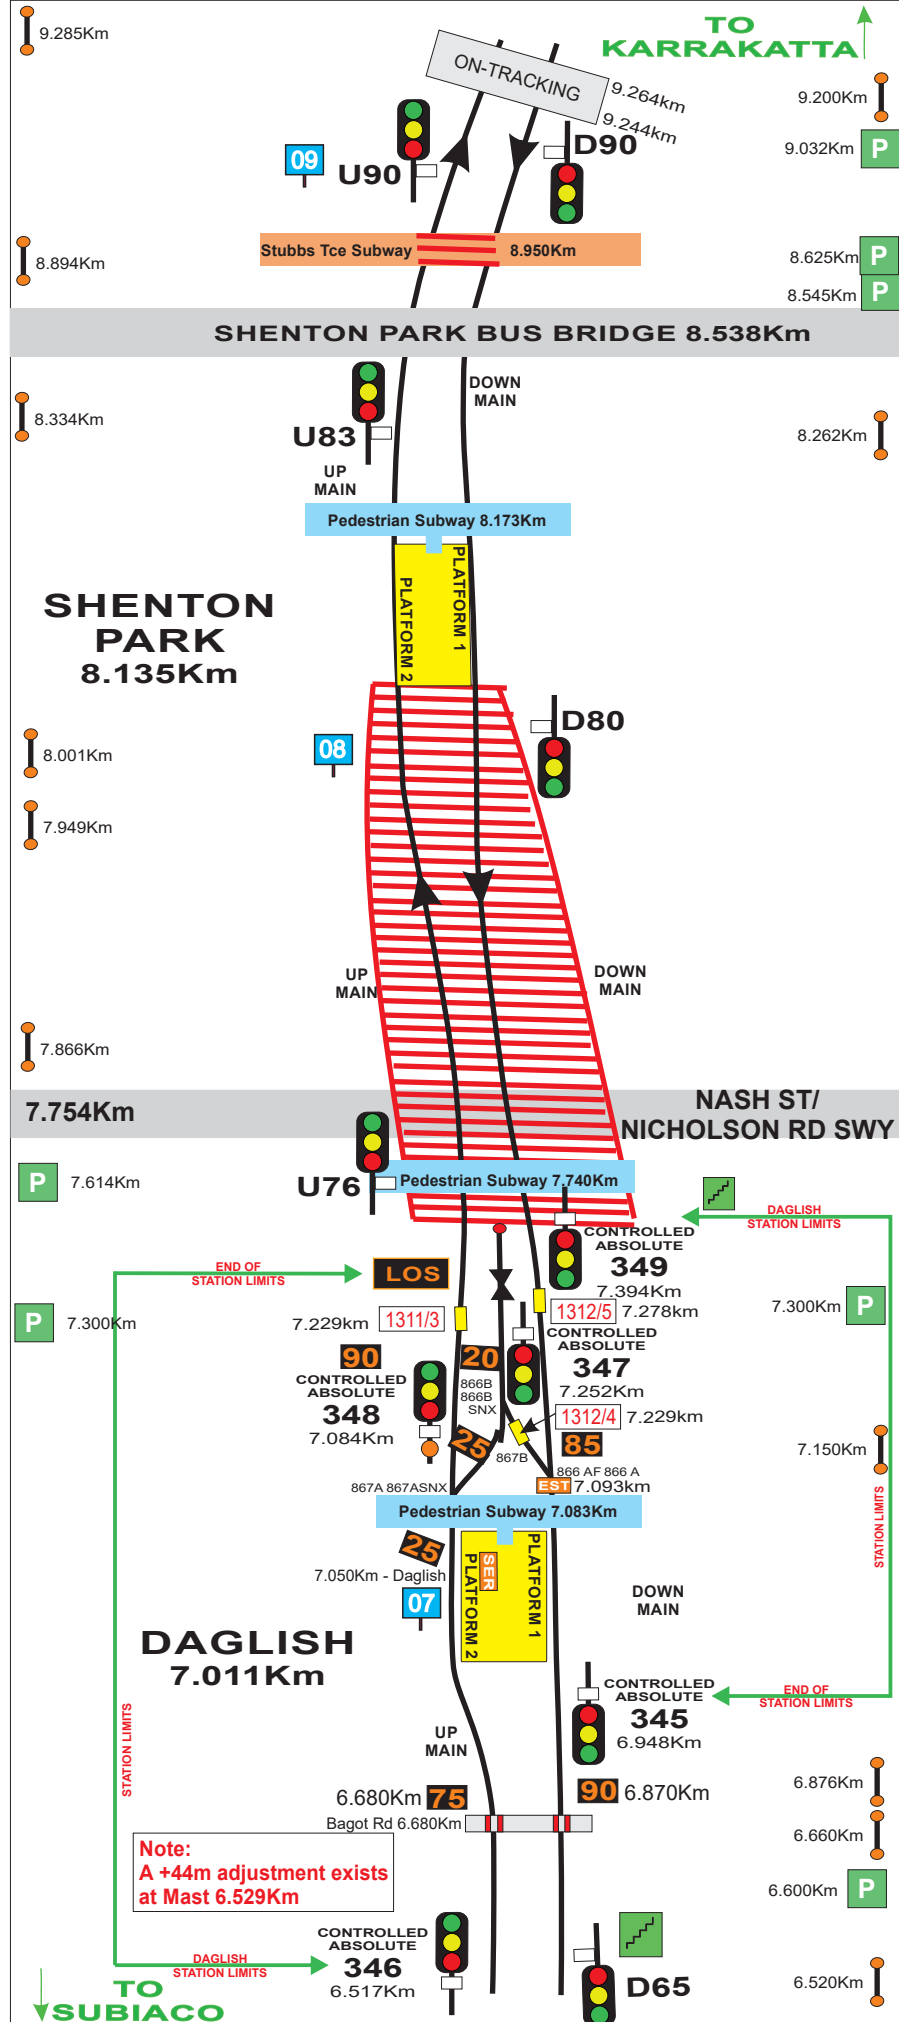 9.285Km
TO
KARRAKATTA
ON-TRACKING
9.264km
9.244km
9.200Km
9.032Km
P
09
U90
D90
Stubbs Tce Subway
8.950Km
8.894Km
8.625Km
P
8.545Km
P
SHENTON PARK BUS BRIDGE 8.538Km
DOWN
MAIN
8.334Km
U83
8.262Km
UP
MAIN
Pedestrian Subway 8.173Km
PLATFORM 1
PLATFORM 2
SHENTON
PARK
8.135Km
D80
08
8.001Km
7.949Km
UP
MAIN
DOWN
MAIN
7.866Km
7.754Km
NASH ST/
NICHOLSON RD SWY
P
7.614Km
U76
Pedestrian Subway 7.740Km
DAGLISH
STATION LIMITS
CONTROLLED
ABSOLUTE
349
7.394Km
END OF
STATION LIMITS
LOS
P
7.300Km
7.300Km
P
7.229km
1311/3
1312/5
7.278km
CONTROLLED
ABSOLUTE
347
7.252Km
90
20
CONTROLLED
ABSOLUTE
348
7.084Km
866B
866B
SNX
1312/4
7.229km
25
85
867B
7.150Km
STATION LIMITS
867A 867ASNX
866 AF 866 A
EST
7.093km
Pedestrian Subway 7.083Km
25
7.050Km - Daglish
07
SER
PLATFORM 2
PLATFORM 1
DOWN
MAIN
DAGLISH
7.011Km
END OF
STATION LIMITS
CONTROLLED
ABSOLUTE
345
6.948Km
STATION LIMITS
UP
MAIN
6.680Km
75
90
6.870Km
6.876Km
Bagot Rd 6.680Km
6.660Km
Note:
A +44m adjustment exists
at Mast 6.529Km
6.600Km
P
CONTROLLED
ABSOLUTE
346
6.517Km
DAGLISH
STATION LIMITS
D65
6.520Km
TO
SUBIACO